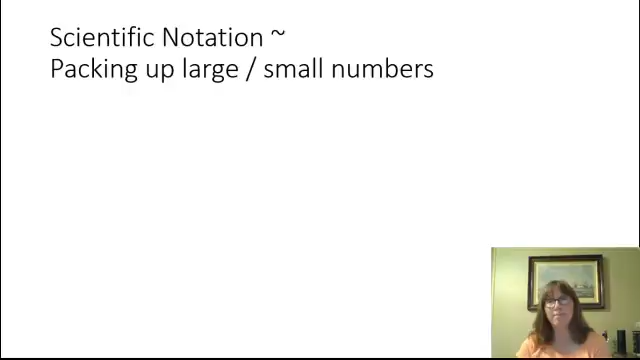 Scientific Notation ~
Packing up large / small numbers